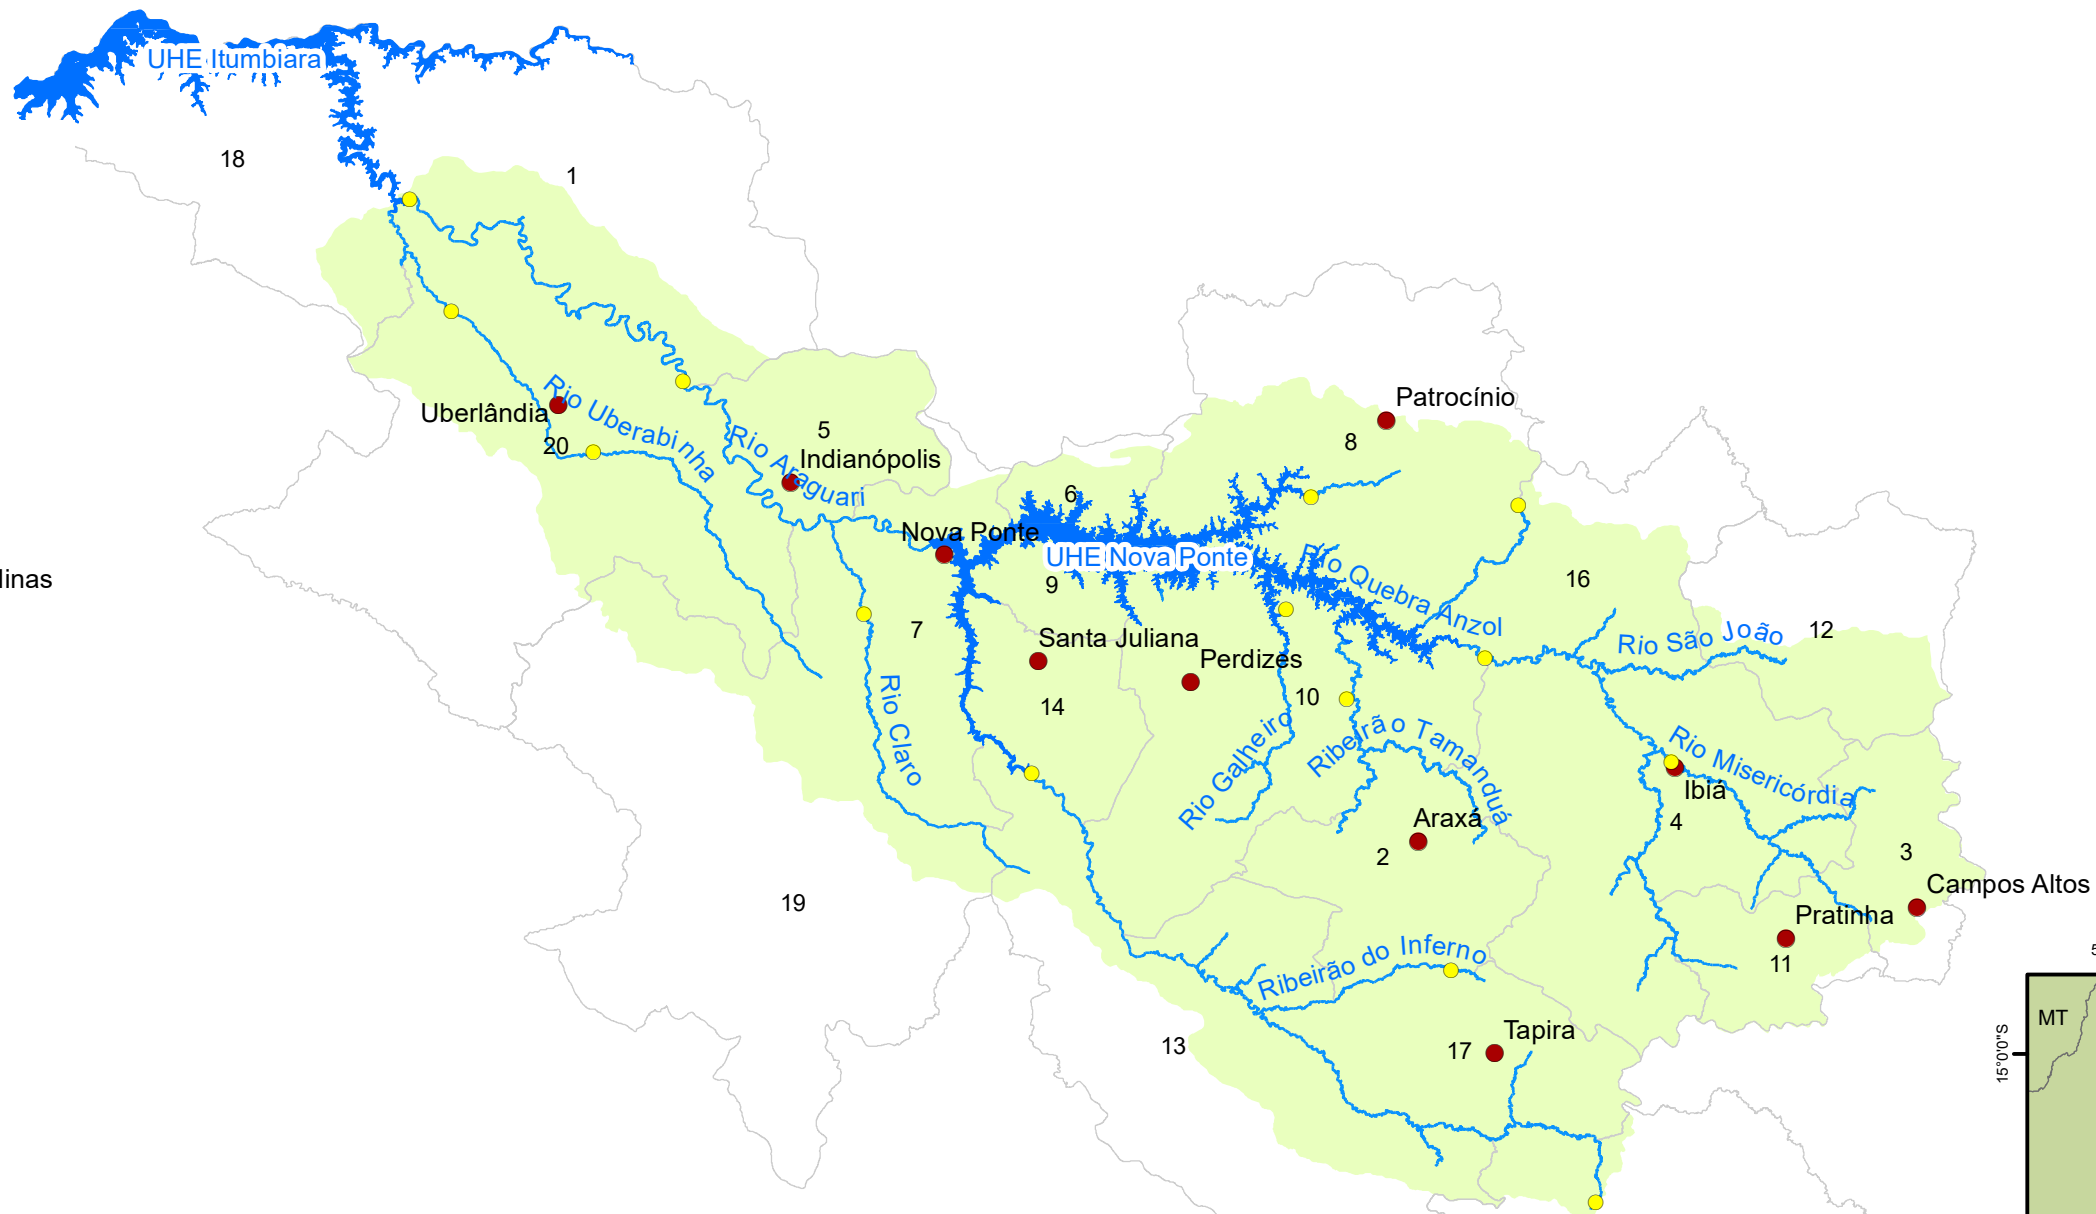 UHE Itumbiara
18
1
Patrocínio
Uberlândia
Rio Uberabinha
20
5
Rio Araguari
Indianópolis
8
6
Nova Ponte
UHE Nova Ponte
9
Rio Quebra Anzol
16
7
Santa Juliana
Perdizes
10
14
Rio São João
12
Rio Claro
Rio Galheiro
Ribeirão Tamanduá
Rio Misericórdia
Ibiá
4
Araxá
2
3
Campos Altos
Pratinha
11
19
Ribeirão do Inferno
13
Tapira
17
MT
15°0'0"S